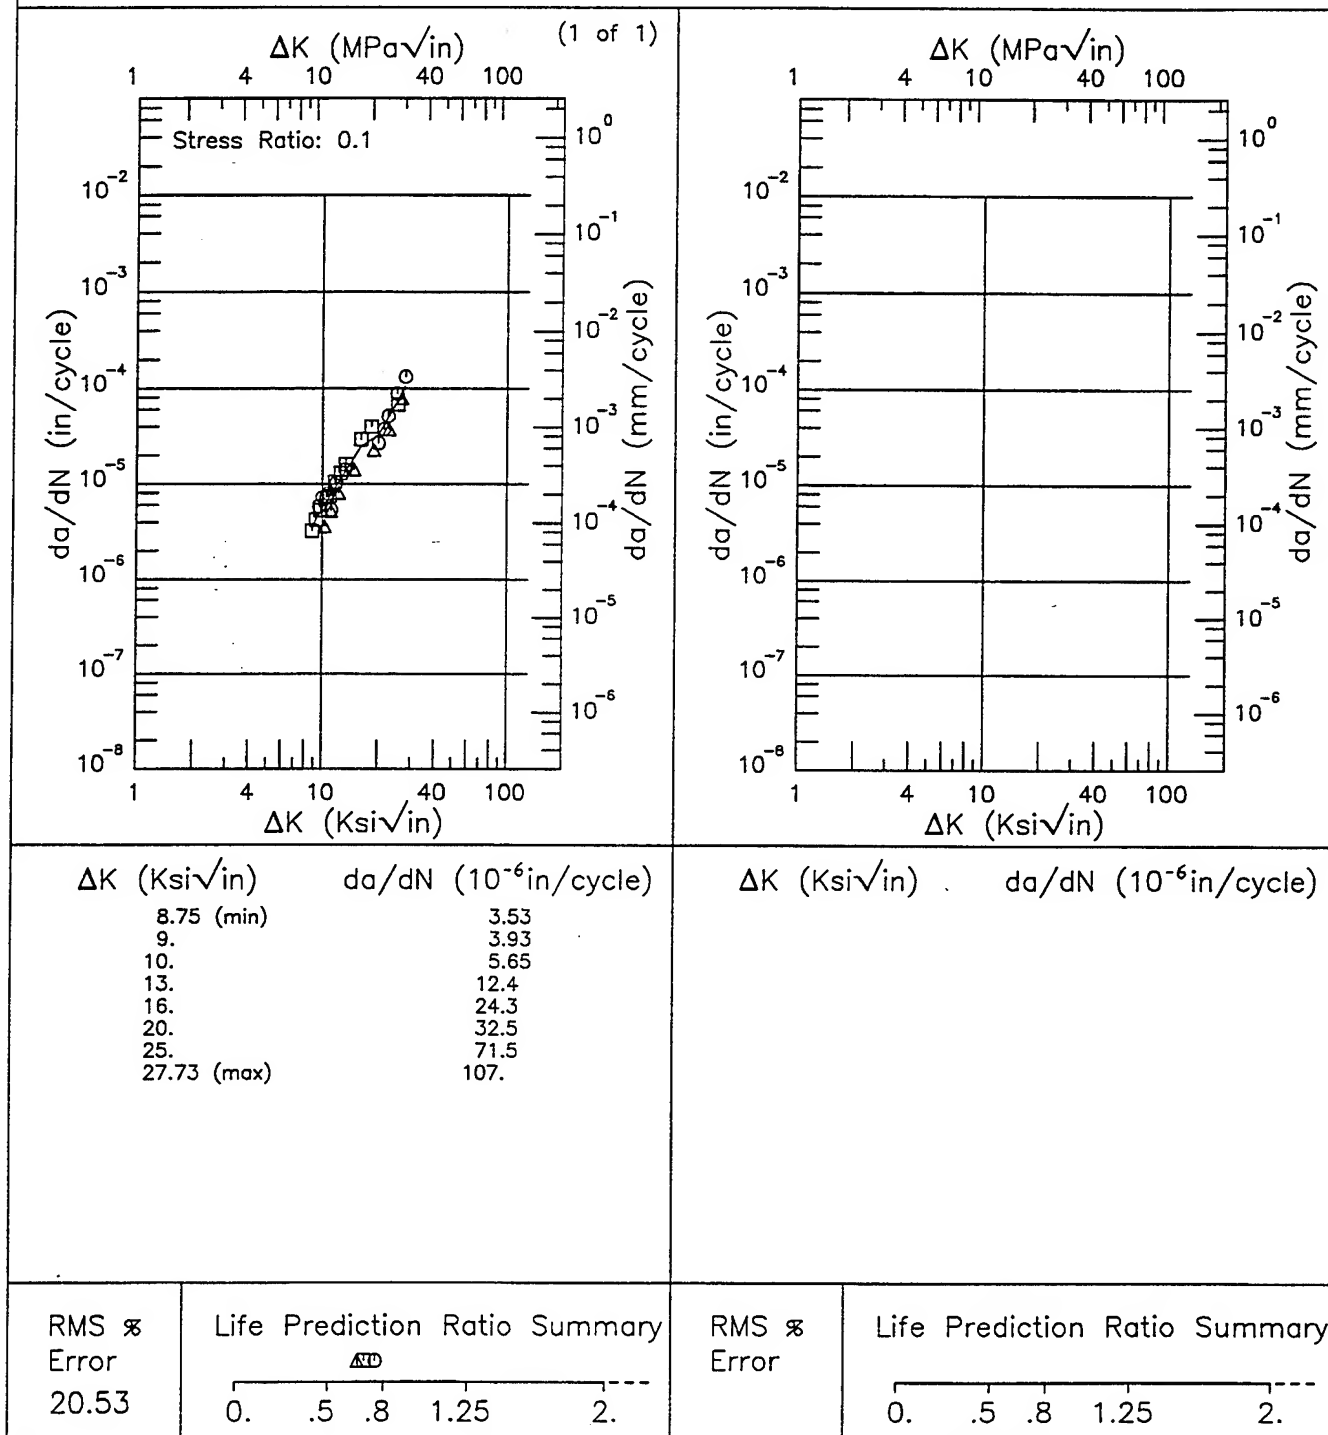 (1 of 1)
ΔK (MPa√in)
1 4 10 40 100
Stress Ratio: 0.1
da/dN (in/cycle)
10⁻²
10⁻³
10⁻⁴
10⁻⁵
10⁻⁶
10⁻⁷
10⁻⁸
10⁰
10⁻¹
10⁻²
10⁻³
10⁻⁴
10⁻⁵
10⁻⁶
da/dN (mm/cycle)
1 4 10 40 100
ΔK (Ksi√in)
ΔK (MPa√in)
1 4 10 40 100
da/dN (in/cycle)
10⁻²
10⁻³
10⁻⁴
10⁻⁵
10⁻⁶
10⁻⁷
10⁻⁸
10⁰
10⁻¹
10⁻²
10⁻³
10⁻⁴
10⁻⁵
10⁻⁶
da/dN (mm/cycle)
1 4 10 40 100
ΔK (Ksi√in)
ΔK (Ksi√in) da/dN (10⁻⁶in/cycle)
8.75 (min) 3.53
9. 3.93
10. 5.65
13. 12.4
16. 24.3
20. 32.5
25. 71.5
27.73 (max) 107.
ΔK (Ksi√in) da/dN (10⁻⁶in/cycle)
RMS %
Error
20.53
Life Prediction Ratio Summary
0. .5 .8 1.25 2.
RMS %
Error
Life Prediction Ratio Summary
0. .5 .8 1.25 2.